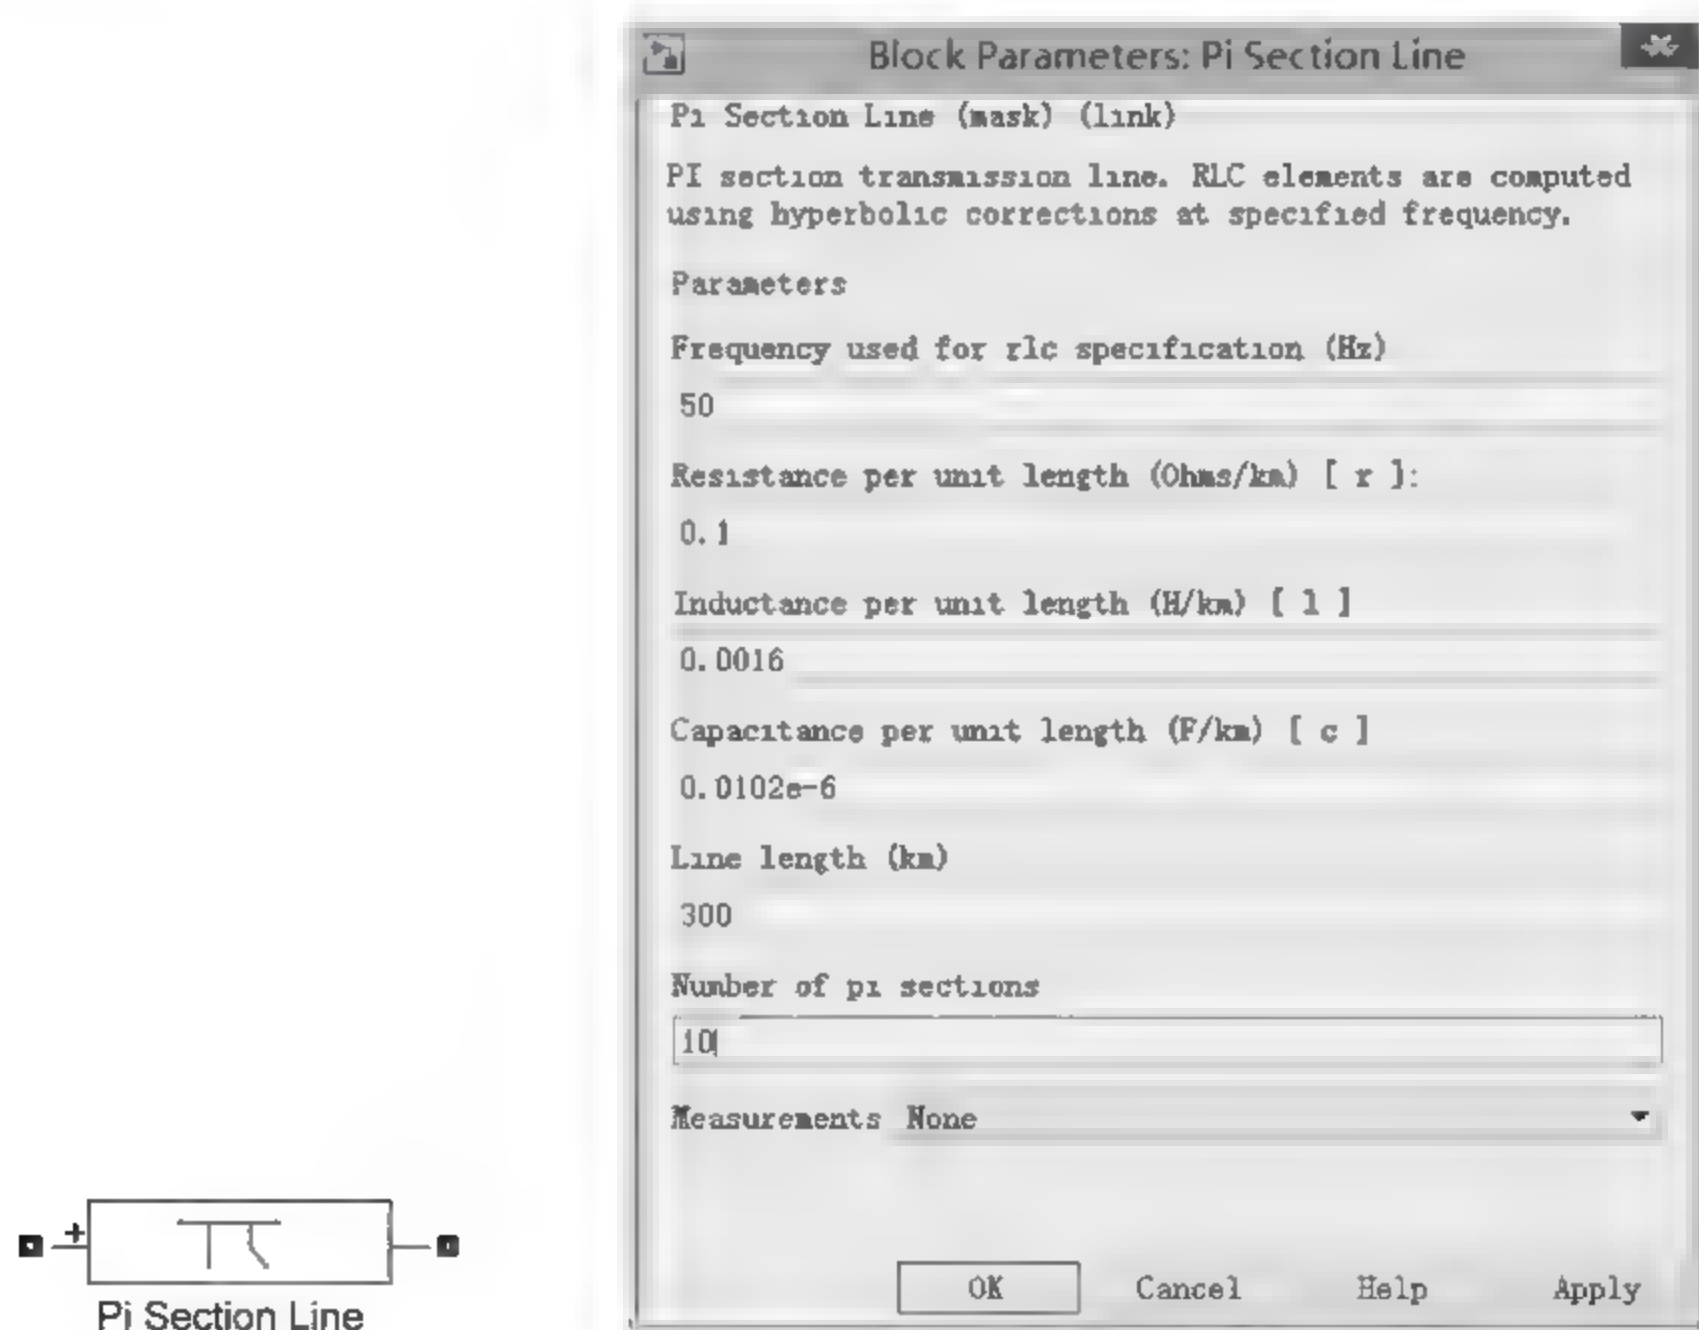 Block Parameters: Pi Section Line
Pi Section Line (mask) (link)
PI section transmission line. RLC elements are computed
using hyperbolic corrections at specified frequency.
Parameters
Frequency used for rlc specification (Hz)
50
Resistance per unit length (Ohms/km) [ r ]:
0.1
Inductance per unit length (H/km) [ l ]
0.0016
Capacitance per unit length (F/km) [ c ]
0.0102e-6
Line length (km)
300
Number of pi sections
10
Measurements None
OK Cancel Help Apply
+ π
Pi Section Line